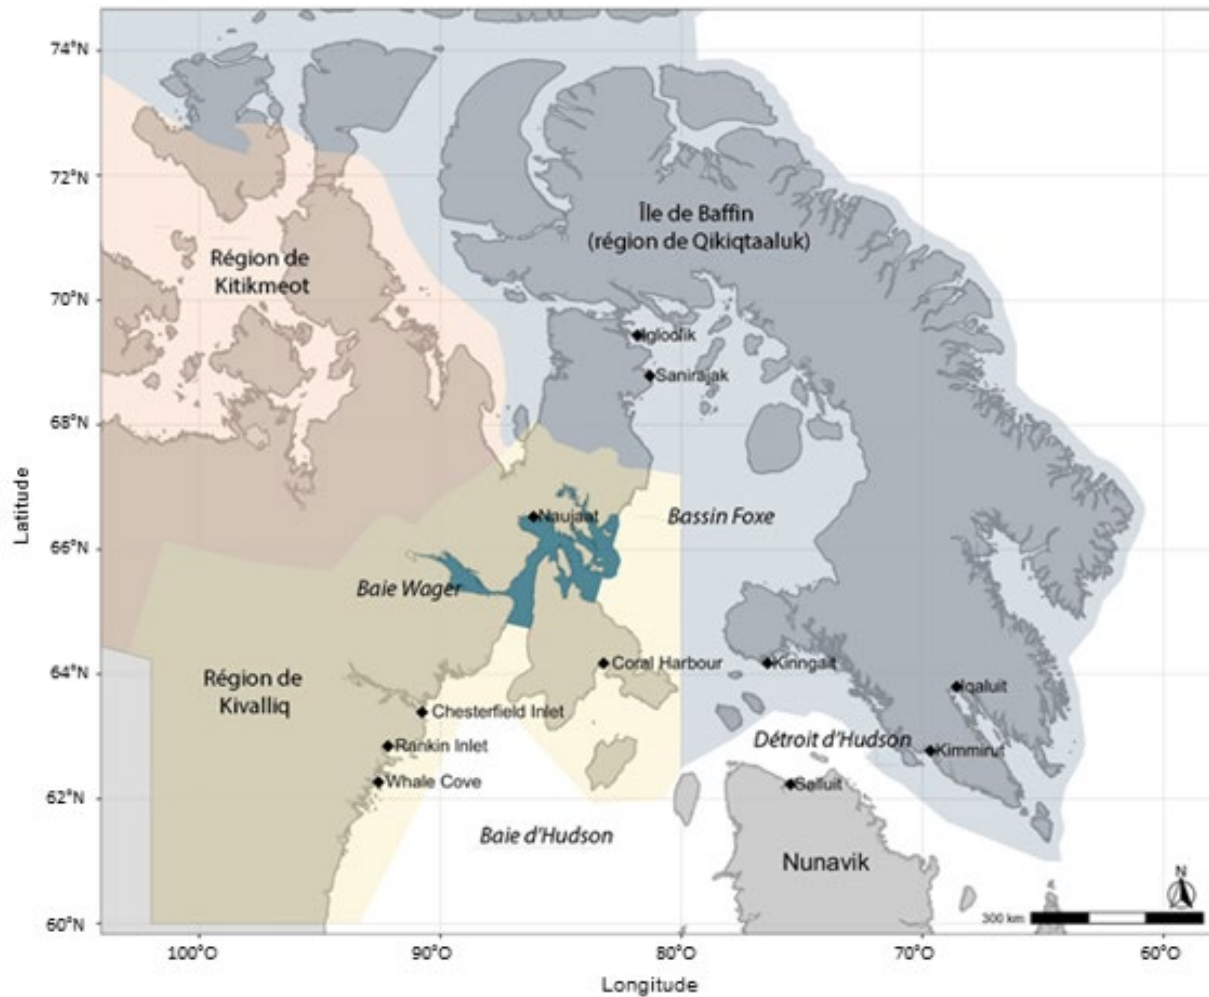 74°N
72°N
70°N
68°N
66°N
64°N
62°N
60°N
Latitude
Île de Baffin
(région de Qikiqtaaluk)
Région de
Kitikmeot
Igloolik
Sanirajak
Naujaat
Bassin Foxe
Baie Wager
Région de
Kivalliq
Coral Harbour
Kinngait
Iqaluit
Chesterfield Inlet
Rankin Inlet
Whale Cove
Détroit d'Hudson
Kimmirut
Salluit
Baie d'Hudson
Nunavik
N
300 km
100°O
90°O
80°O
70°O
60°O
Longitude